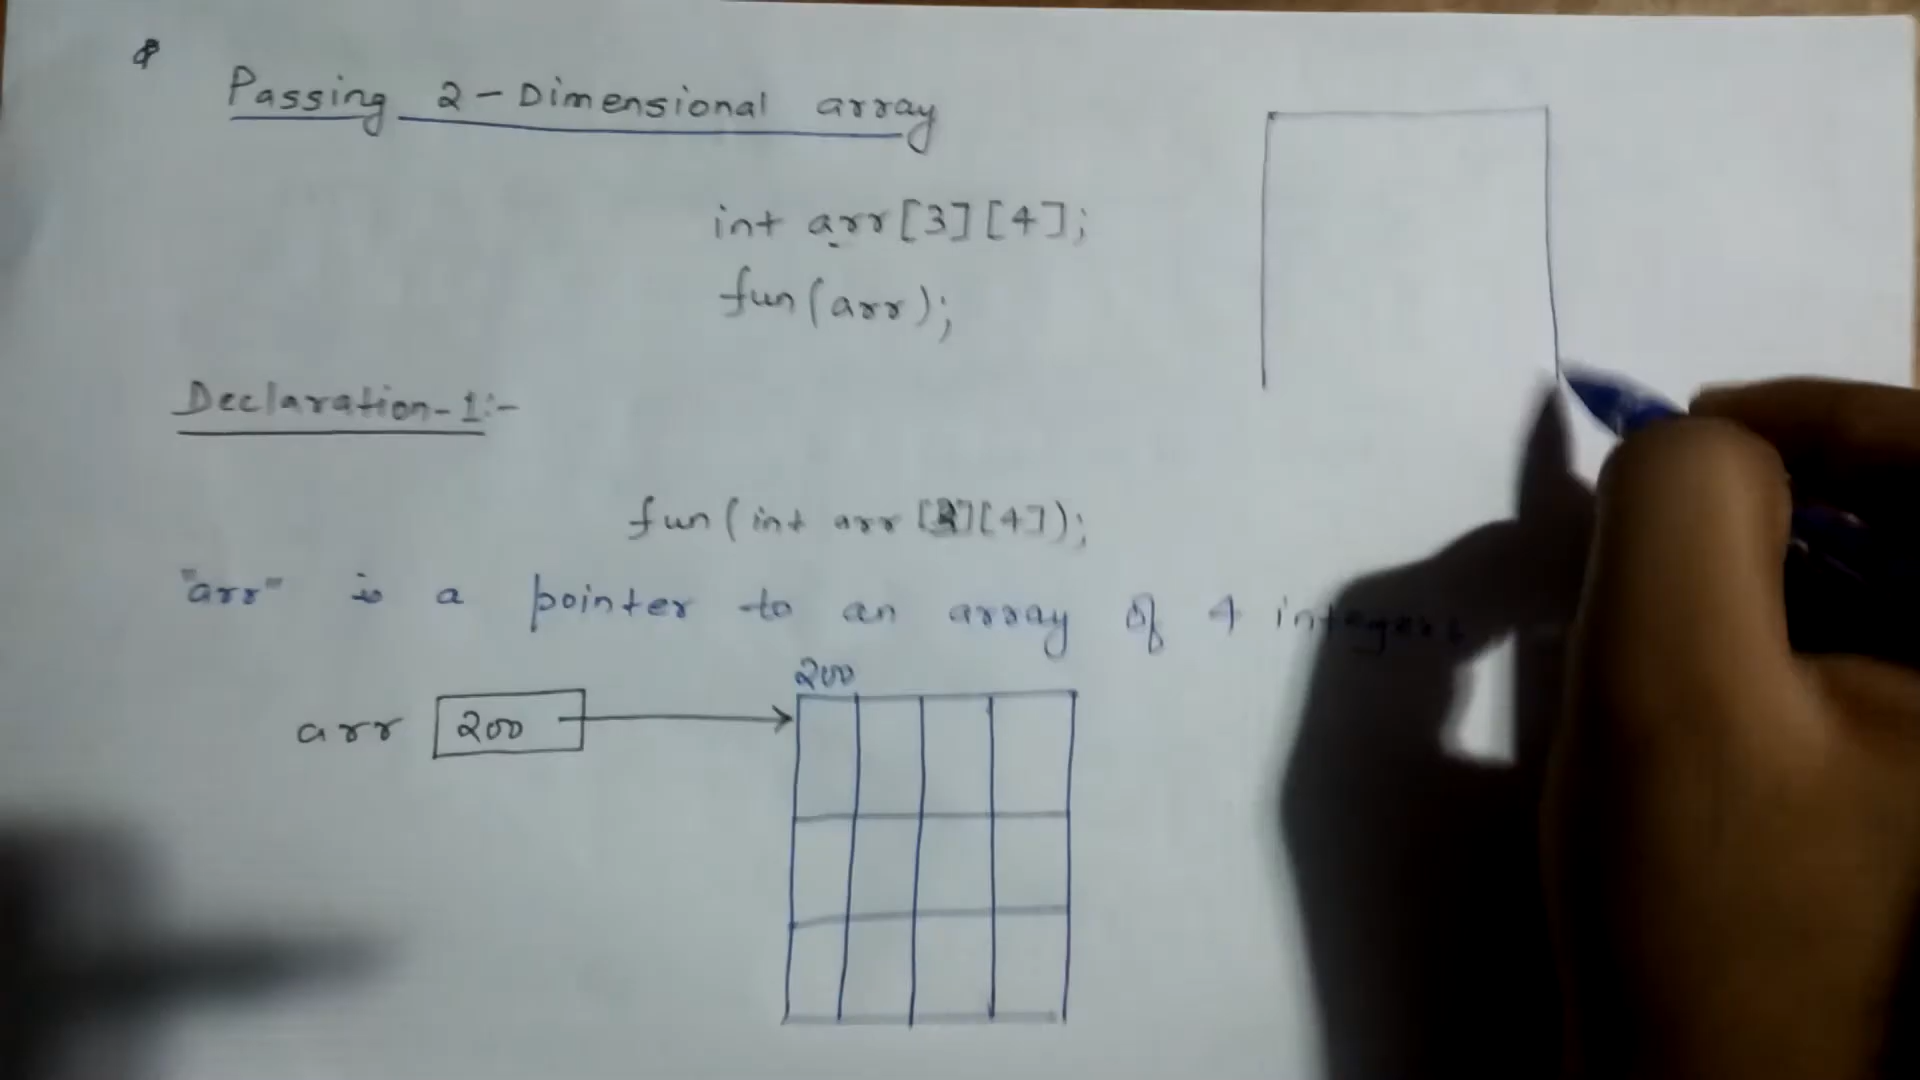 Passing 2-Dimensional array
int arr[3][4];
fun(arr);
Declaration-1:-
fun(int arr[3][4]);
"arr" is a pointer to an array of 4 integers
200
arr 200